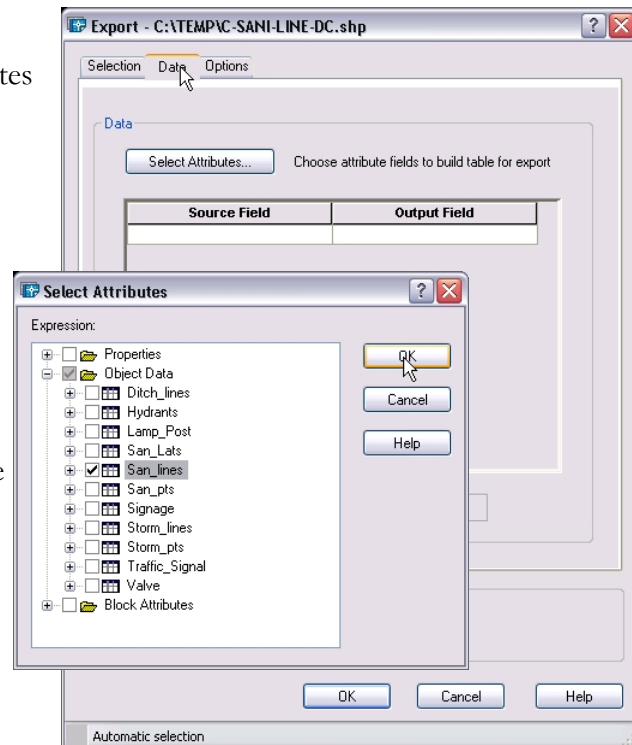 Export - C:\TEMP\C-SANI-LINE-DC.shp
Selection Data Options
tes
Data
Select Attributes... Choose attribute fields to build table for export
Source Field Output Field
Select Attributes
Expression:
Properties
Object Data
Ditch_lines
Hydrants
Lamp_Post
San_Lats
San_lines
San_pts
Signage
Storm_lines
Storm_pts
Traffic_Signal
Valve
Block Attributes
OK
Cancel
Help
e
OK Cancel Help
Automatic selection